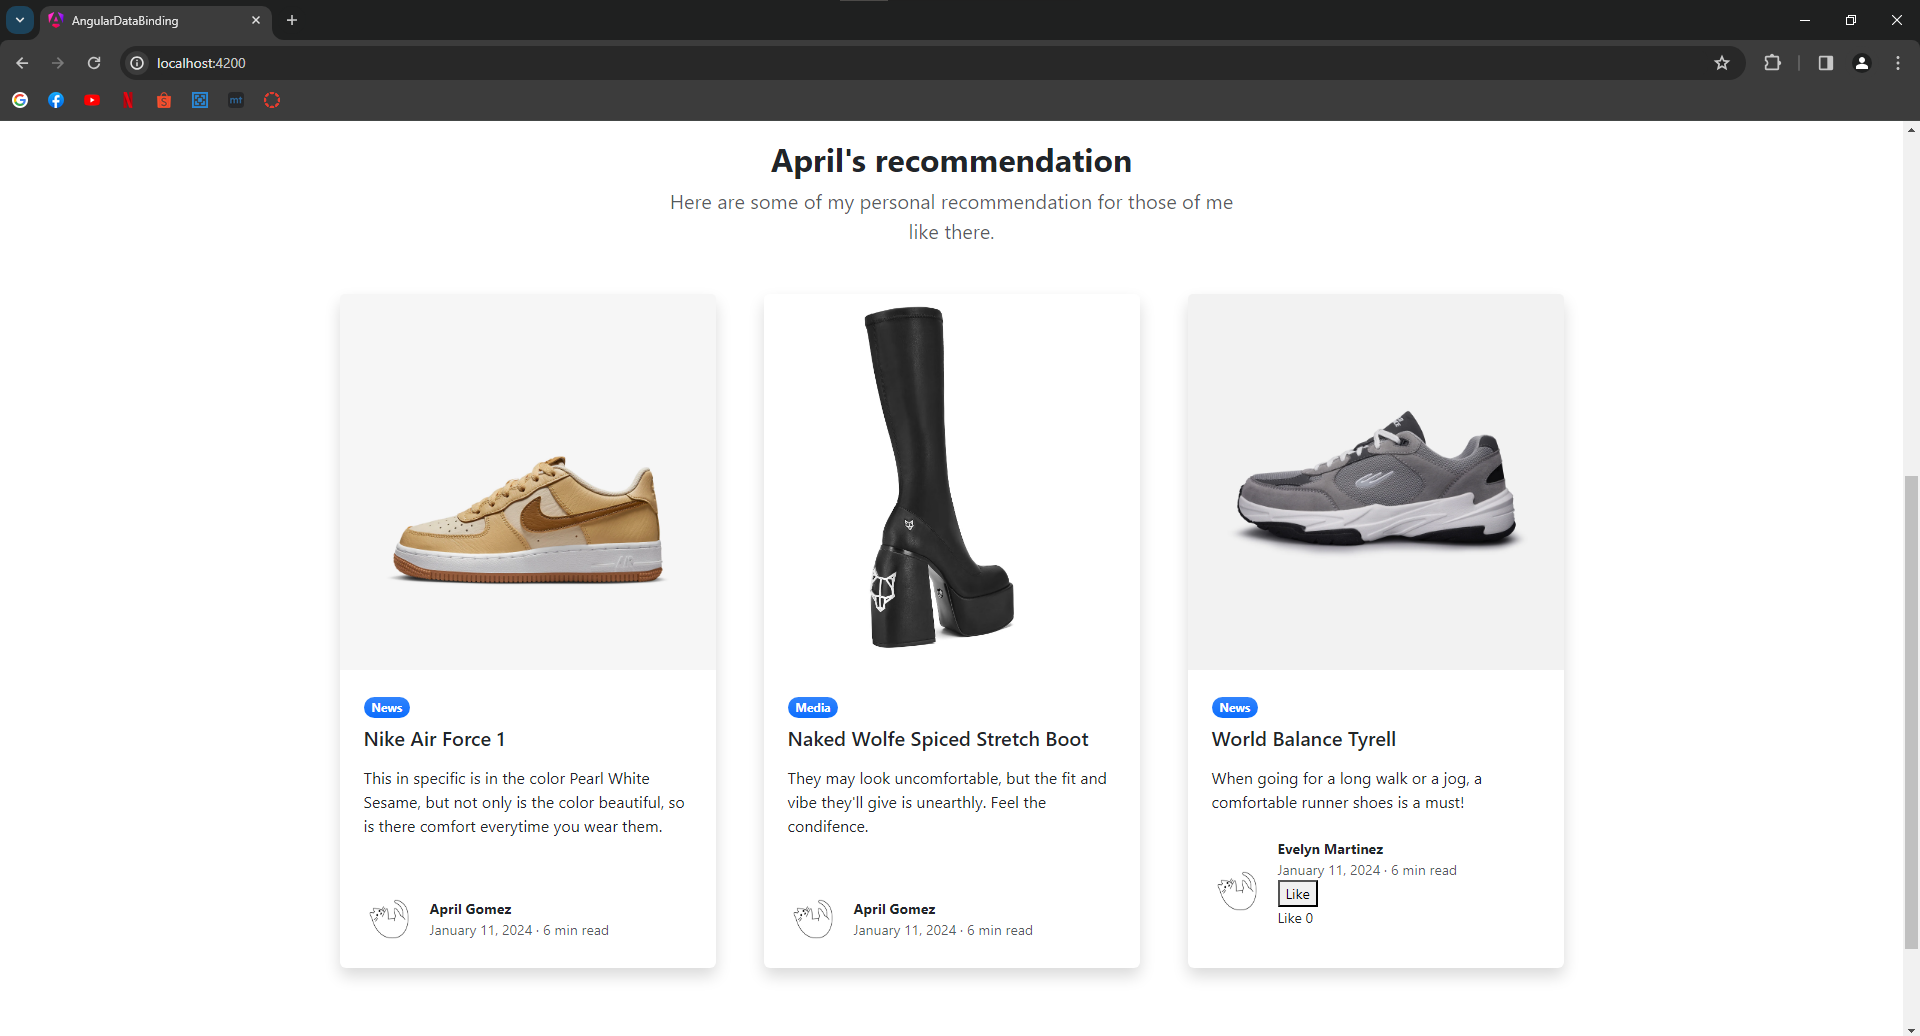 AngularDataBinding
localhost:4200
mt
April's recommendation
Here are some of my personal recommendation for those of me
like there.
News
Nike Air Force 1
This in specific is in the color Pearl White
Sesame, but not only is the color beautiful, so
is there comfort everytime you wear them.
April Gomez
January 11, 2024 · 6 min read
Media
Naked Wolfe Spiced Stretch Boot
They may look uncomfortable, but the fit and
vibe they'll give is unearthly. Feel the
condifence.
April Gomez
January 11, 2024 · 6 min read
News
World Balance Tyrell
When going for a long walk or a jog, a
comfortable runner shoes is a must!
Evelyn Martinez
January 11, 2024 · 6 min read
Like
Like 0